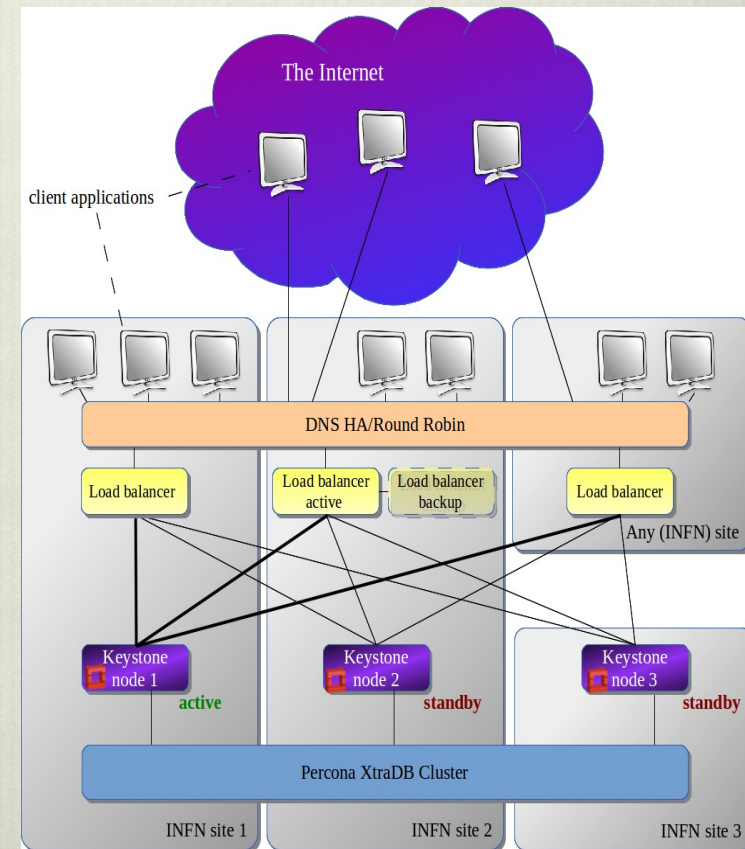 The Internet
client applications
DNS HA/Round Robin
Load balancer
Load balancer
active
Load balancer
backup
Load balancer
Any (INFN) site
Keystone
node 1
active
Keystone
node 2
standby
Keystone
node 3
standby
Percona XtraDB Cluster
INFN site 1
INFN site 2
INFN site 3